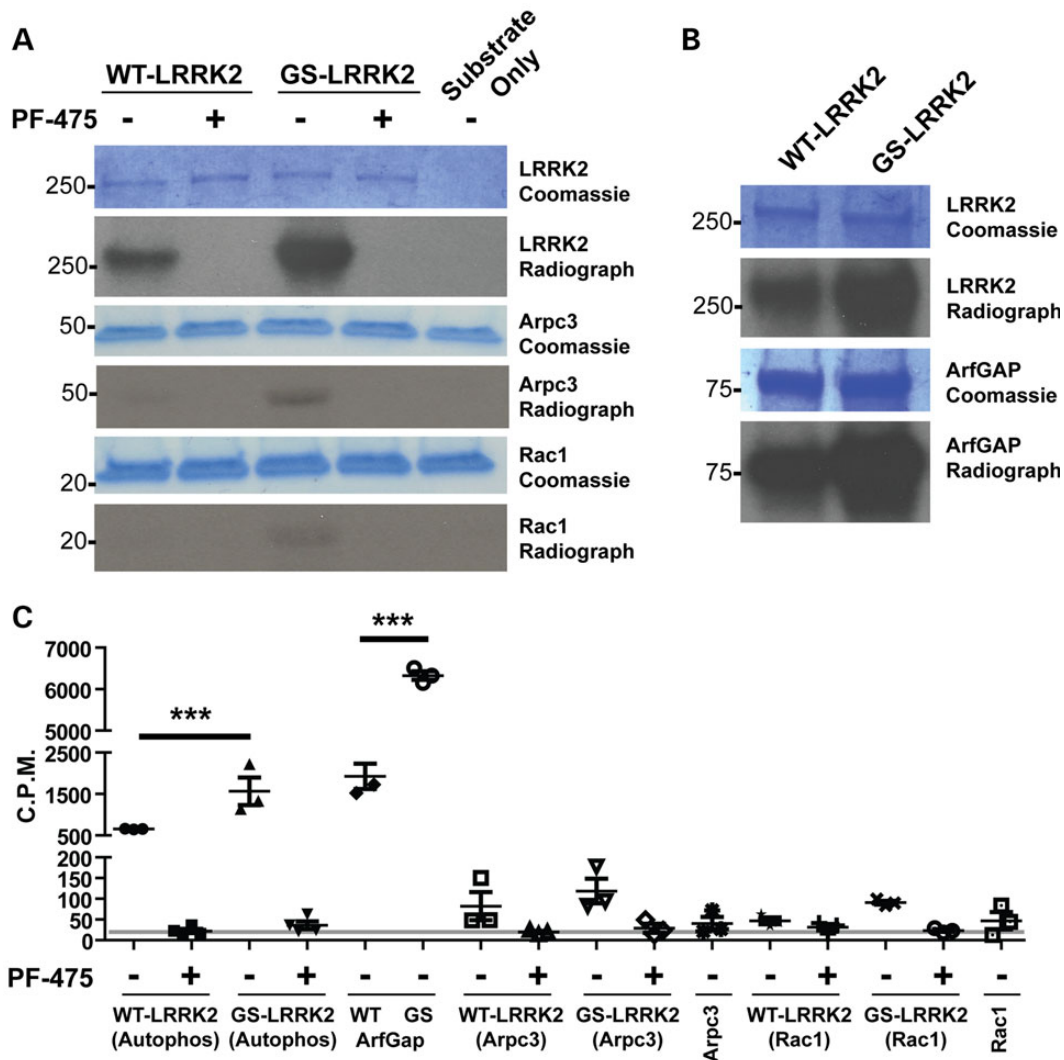 A
WT-LRRK2 GS-LRRK2 Substrate Only
PF-475 - + - + -
250 LRRK2
Coomassie
250 LRRK2
Radiograph
50 Arpc3
Coomassie
50 Arpc3
Radiograph
20 Rac1
Coomassie
20 Rac1
Radiograph
B
WT-LRRK2 GS-LRRK2
250 LRRK2
Coomassie
250 LRRK2
Radiograph
75 ArfGAP
Coomassie
75 ArfGAP
Radiograph
C
C.P.M.
7000
6000
5000
2500
1500
500
200
150
100
50
0
***
***
PF-475 - + - + - - - + - + - - + - + -
WT-LRRK2 GS-LRRK2 WT GS WT-LRRK2 GS-LRRK2 Arpc3 WT-LRRK2 GS-LRRK2 Rac1
(Autophos) (Autophos) ArfGap (Arpc3) (Arpc3) (Rac1) (Rac1)